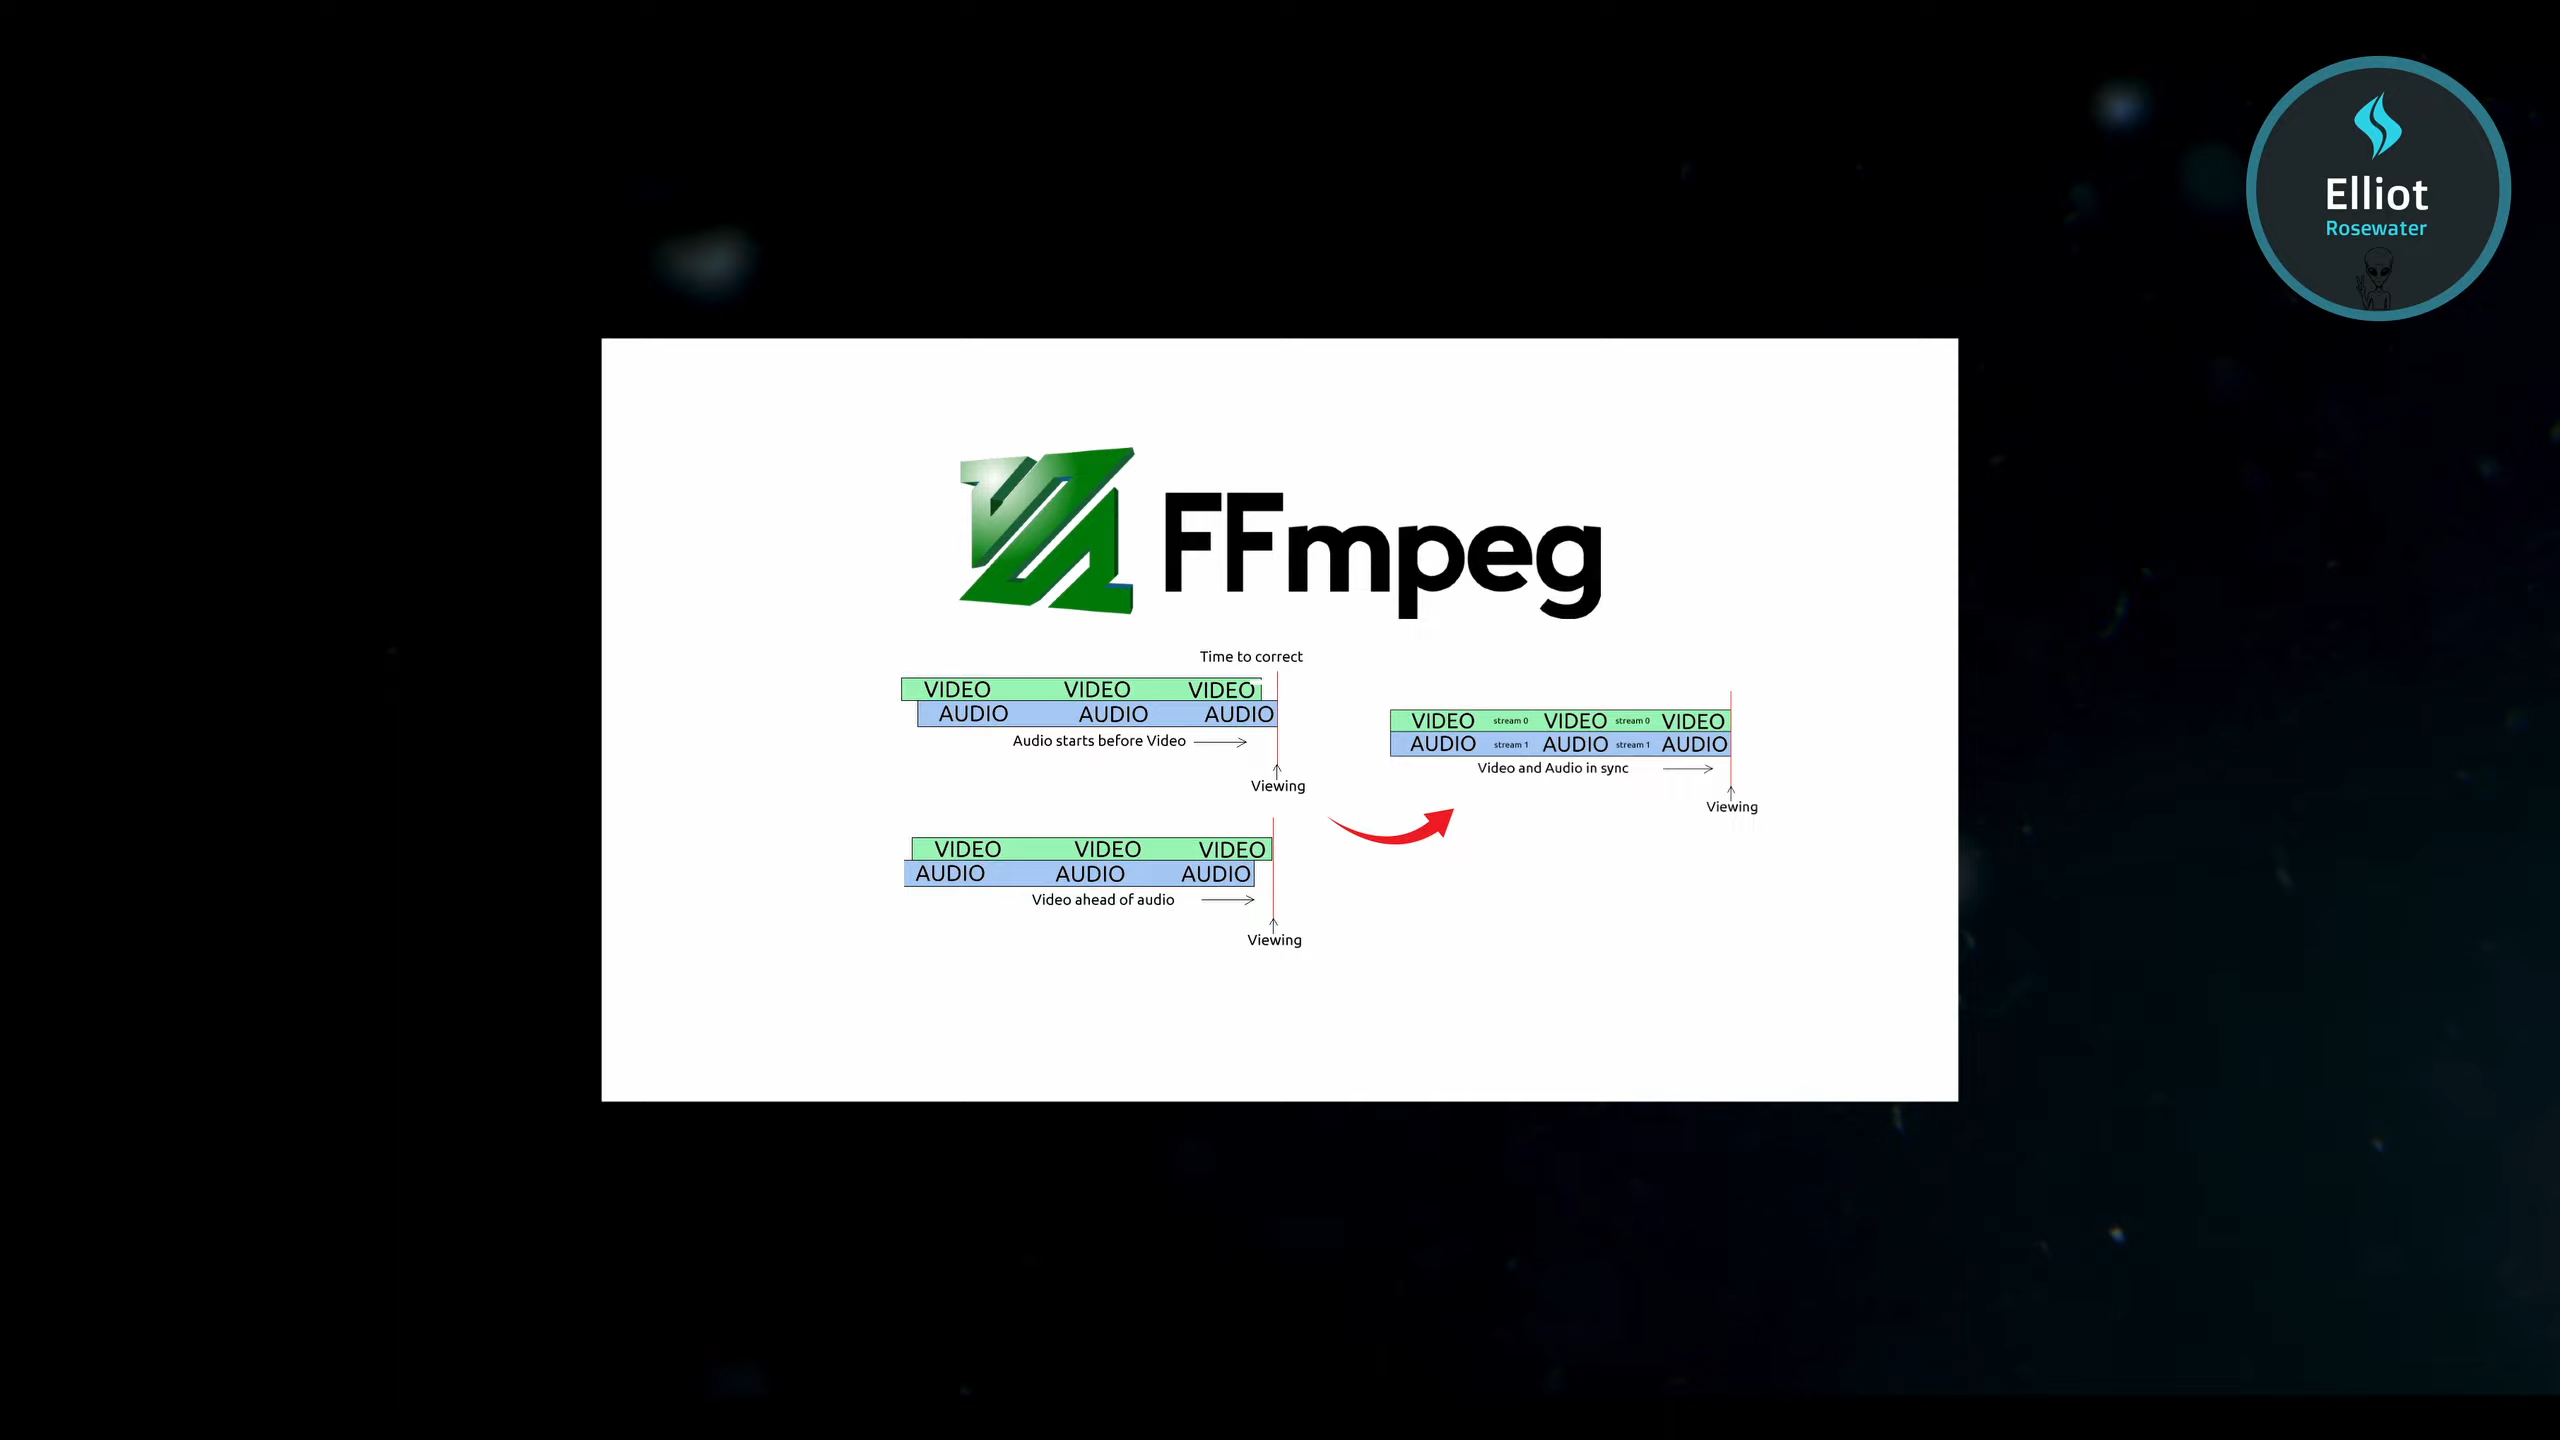 Elliot
Rosewater
FFmpeg
Time to correct
VIDEO VIDEO VIDEO
AUDIO AUDIO AUDIO
Audio starts before Video
Viewing
VIDEO stream 0 VIDEO stream 0 VIDEO
AUDIO stream 1 AUDIO stream 1 AUDIO
Video and Audio in sync
Viewing
VIDEO VIDEO VIDEO
AUDIO AUDIO AUDIO
Video ahead of audio
Viewing